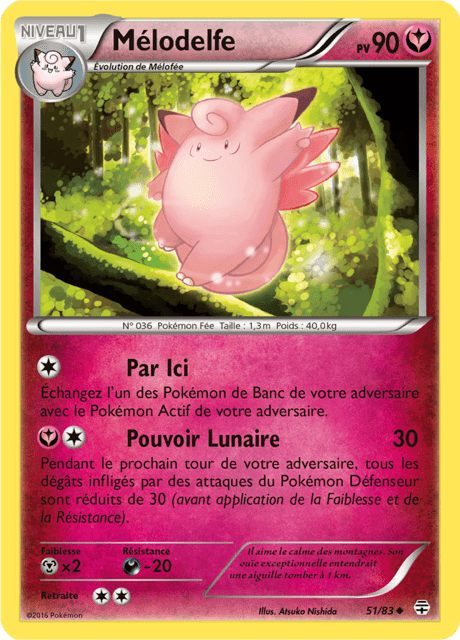 NIVEAU 1
Mélodelfe
PV 90
Évolution de Mélofée
N° 036 Pokémon Fée Taille : 1,3m Poids : 40,0kg
Par Ici
Échangez l'un des Pokémon de Banc de votre adversaire
avec le Pokémon Actif de votre adversaire.
Pouvoir Lunaire 30
Pendant le prochain tour de votre adversaire, tous les
dégâts infligés par des attaques du Pokémon Défenseur
sont réduits de 30 (avant application de la Faiblesse et de
la Résistance).
Faiblesse
×2
Résistance
-20
Retraite
Il aime le calme des montagnes. Son
ouïe exceptionnelle entendrait
une aiguille tomber à 1 km.
©2016 Pokémon
Illus. Atsuko Nishida
51/83